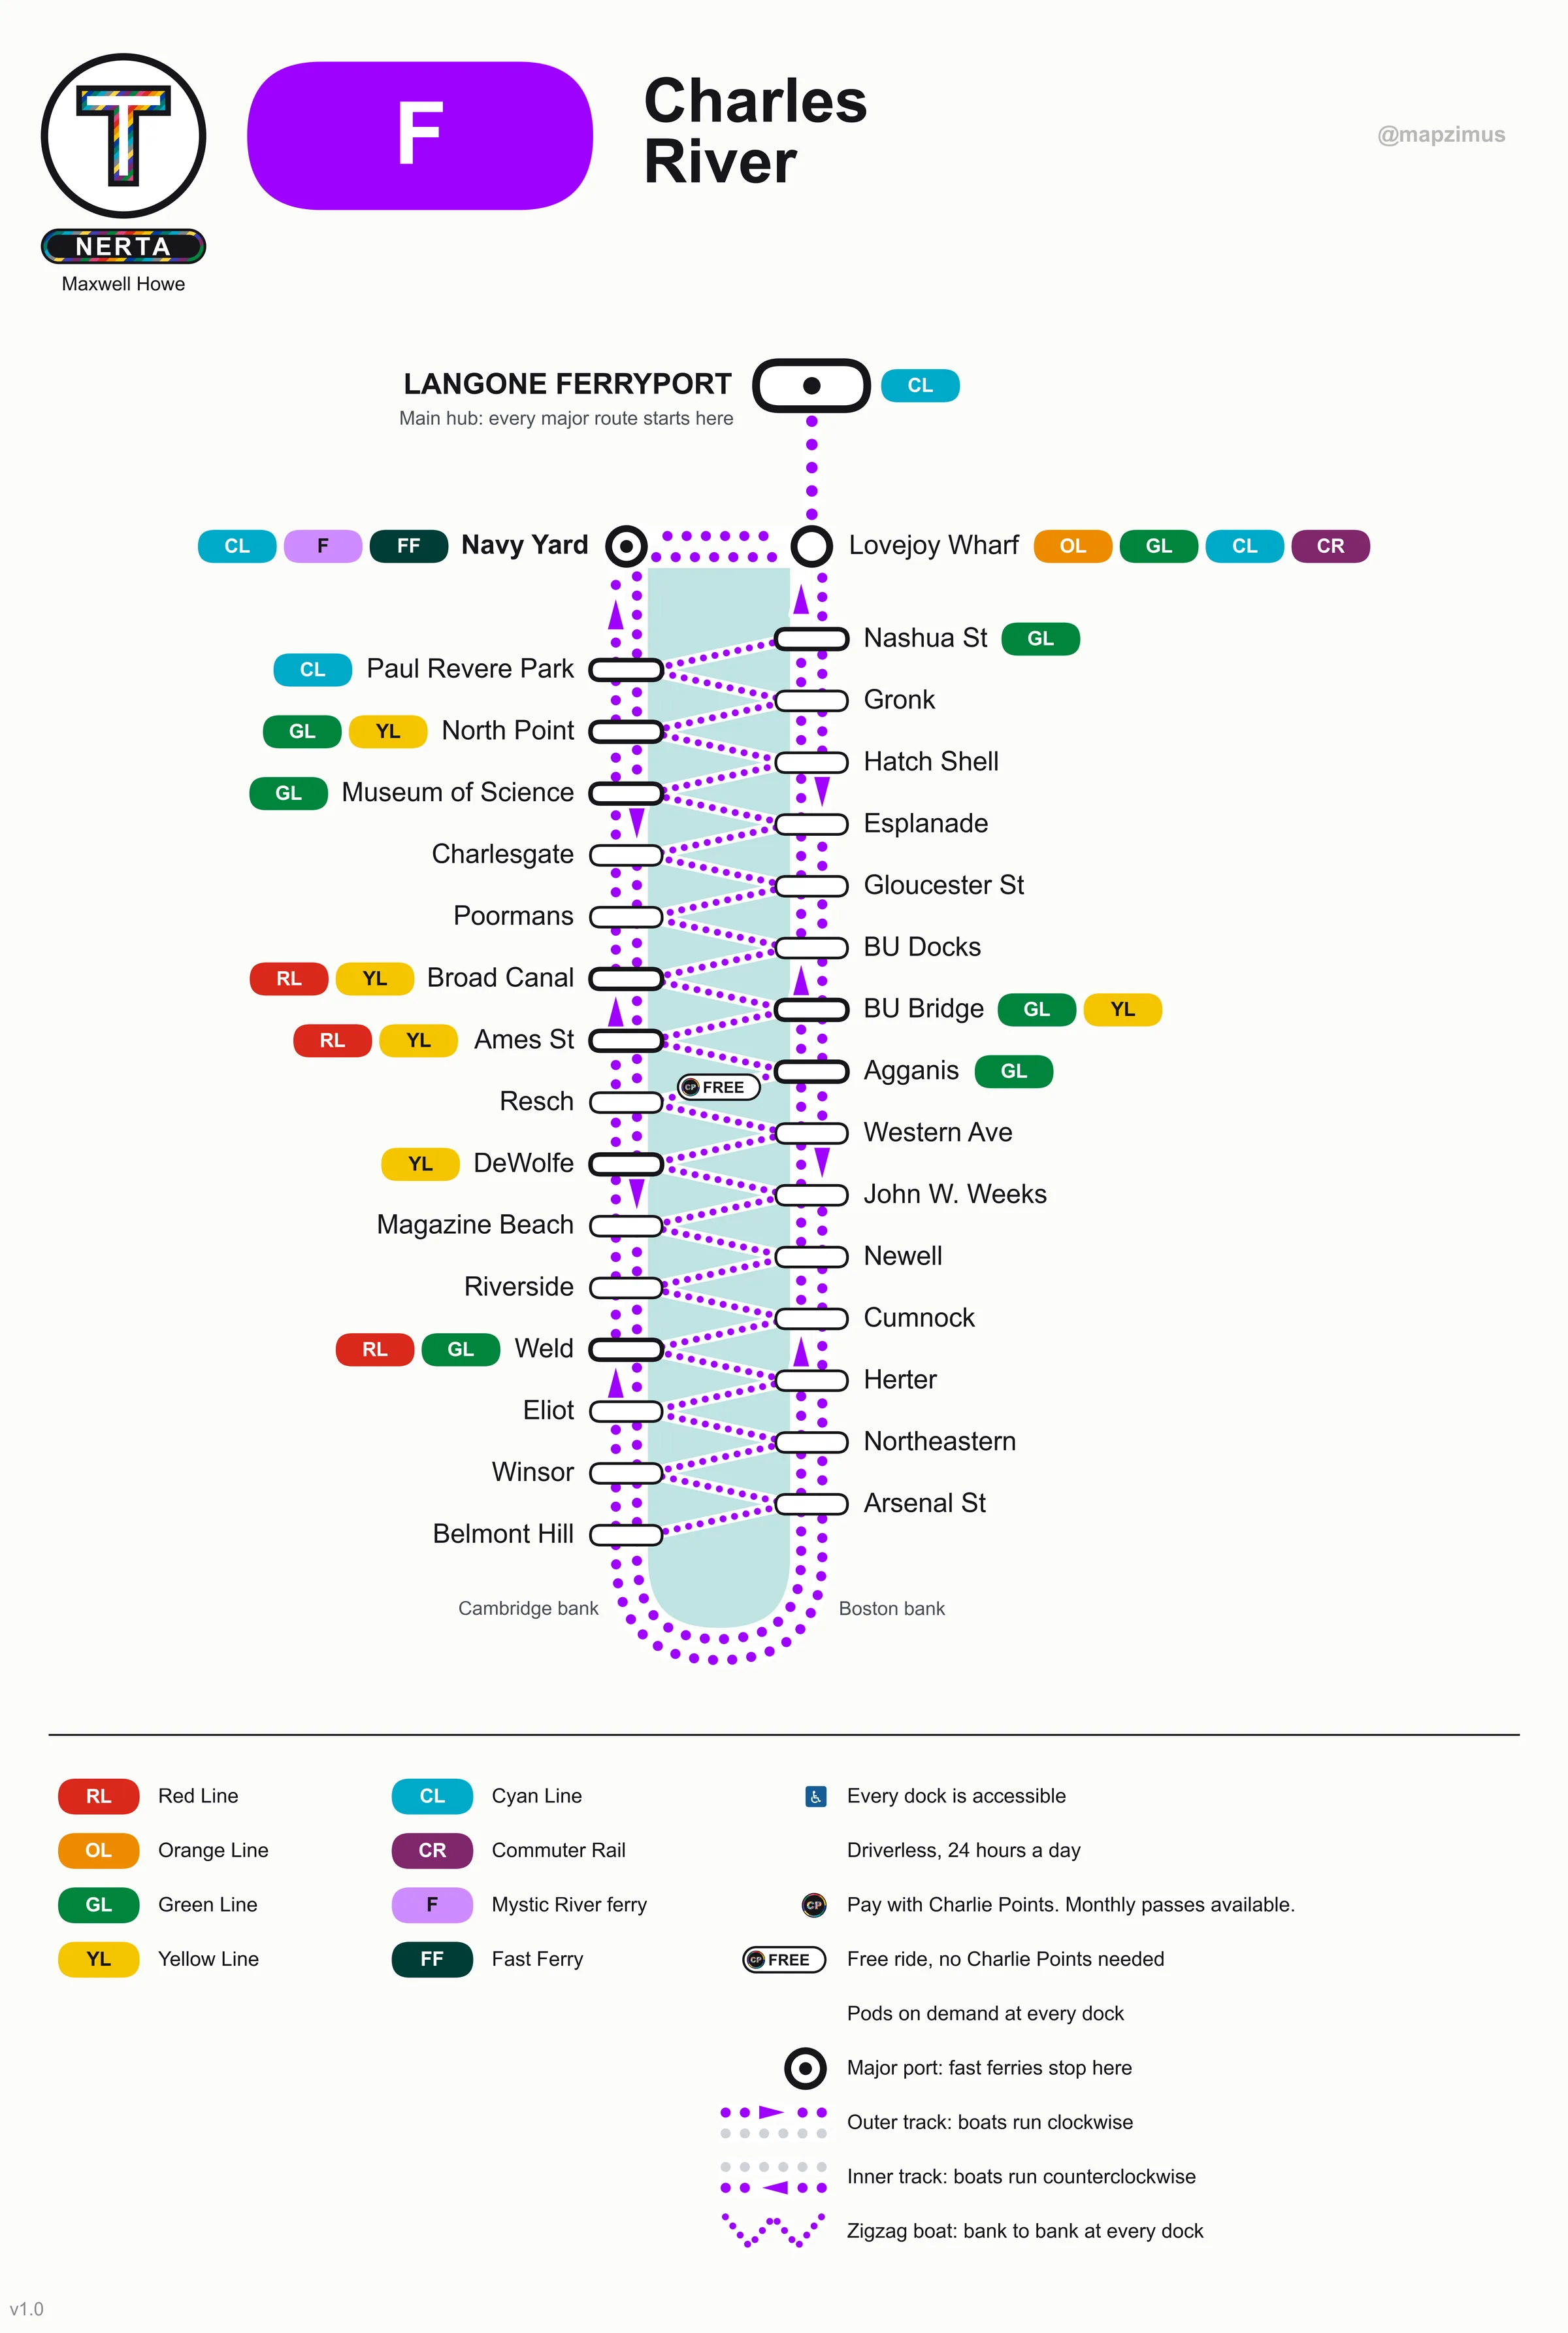 T
NERTA
Maxwell Howe
F
Charles
River
@mapzimus
LANGONE FERRYPORT
CL
Main hub: every major route starts here
CL F FF Navy Yard
Lovejoy Wharf OL GL CL CR
Nashua St GL
CL Paul Revere Park
Gronk
GL YL North Point
Hatch Shell
GL Museum of Science
Esplanade
Charlesgate
Gloucester St
Poormans
BU Docks
RL YL Broad Canal
BU Bridge GL YL
RL YL Ames St
Agganis GL
CP FREE
Resch
Western Ave
YL DeWolfe
John W. Weeks
Magazine Beach
Newell
Riverside
Cumnock
RL GL Weld
Herter
Eliot
Northeastern
Winsor
Arsenal St
Belmont Hill
Cambridge bank
Boston bank
RL Red Line
OL Orange Line
GL Green Line
YL Yellow Line
CL Cyan Line
CR Commuter Rail
F Mystic River ferry
FF Fast Ferry
Every dock is accessible
Driverless, 24 hours a day
CP Pay with Charlie Points. Monthly passes available.
CP FREE Free ride, no Charlie Points needed
Pods on demand at every dock
Major port: fast ferries stop here
Outer track: boats run clockwise
Inner track: boats run counterclockwise
Zigzag boat: bank to bank at every dock
v1.0